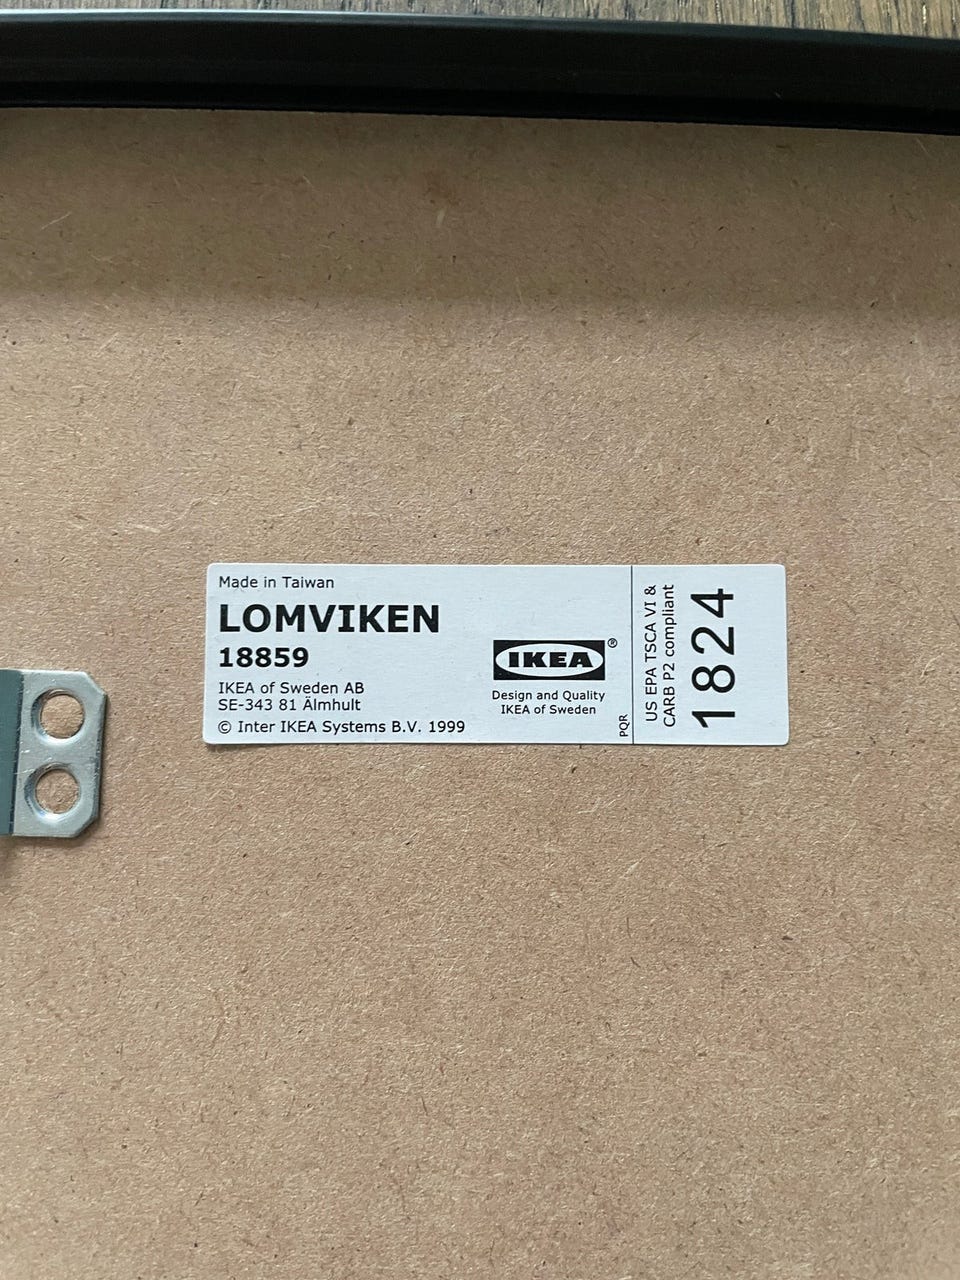 Made in Taiwan
LOMVIKEN
18859
IKEA of Sweden AB
SE-343 81 Älmhult
© Inter IKEA Systems B.V. 1999
IKEA®
Design and Quality
IKEA of Sweden
PQR
US EPA TSCA VI &
CARB P2 compliant
1824